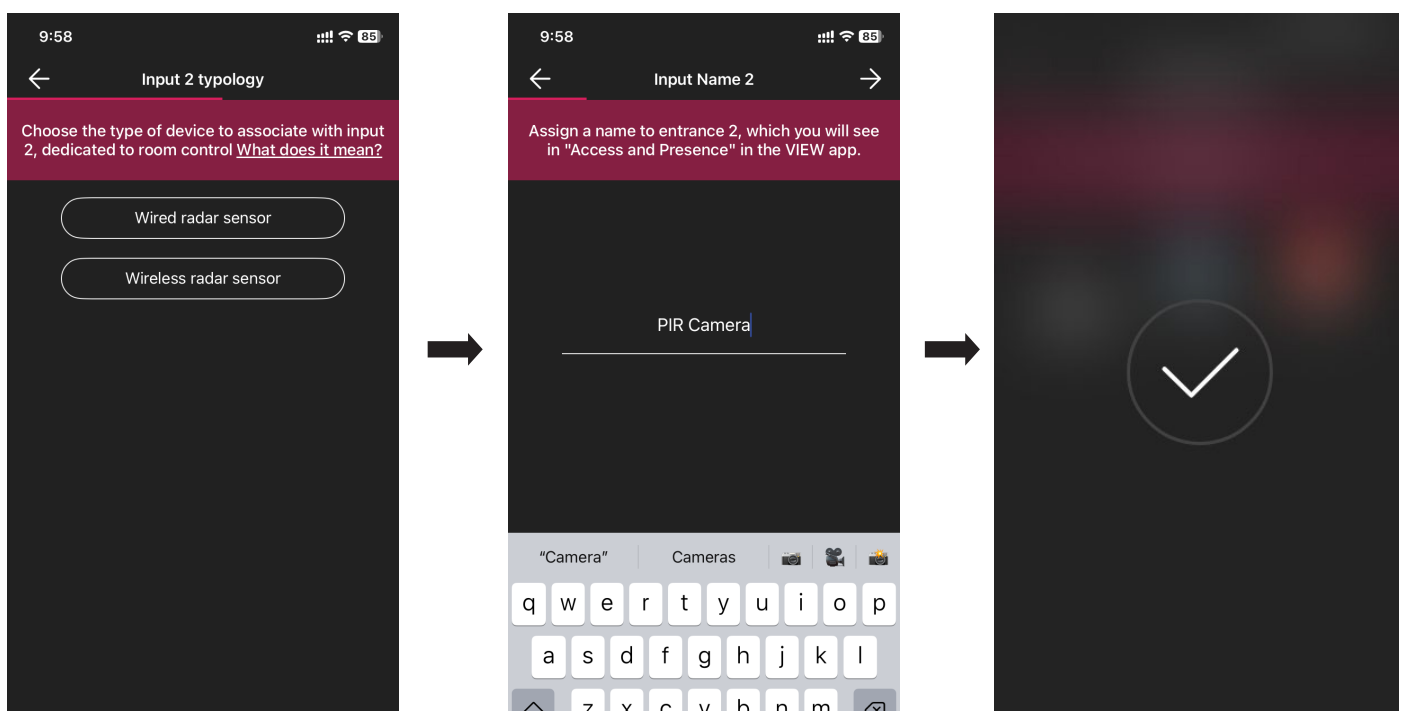 9:58
85
Input 2 typology
Choose the type of device to associate with input
2, dedicated to room control What does it mean?
Wired radar sensor
Wireless radar sensor
9:58
85
Input Name 2
Assign a name to entrance 2, which you will see
in "Access and Presence" in the VIEW app.
PIR Camera
“Camera” Cameras
q w e r t y u i o p
a s d f g h j k l
z x c v b n m